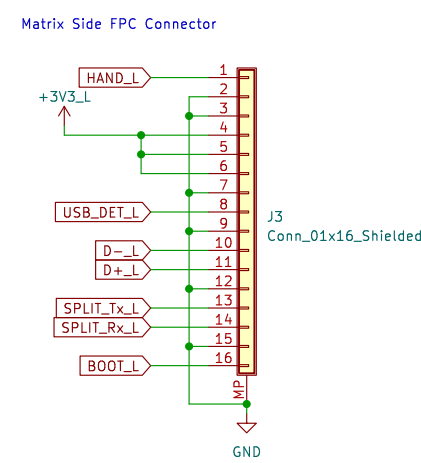 Matrix Side FPC Connector
HAND_L
+3V3_L
USB_DET_L
D-_L
D+_L
SPLIT_Tx_L
SPLIT_Rx_L
BOOT_L
1
2
3
4
5
6
7
8
9
10
11
12
13
14
15
16
MP
J3
Conn_01x16_Shielded
GND